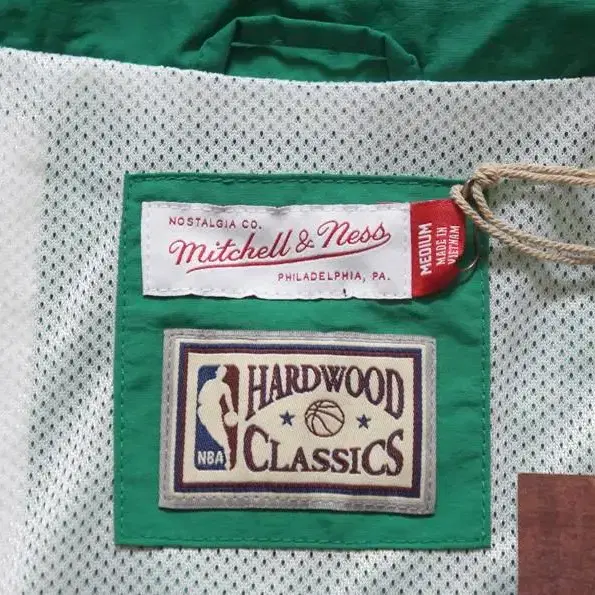 NOSTALGIA CO.
Mitchell & Ness
PHILADELPHIA, PA.
MEDIUM
MADE IN
VIETNAM
HARDWOOD
CLASSICS
NBA